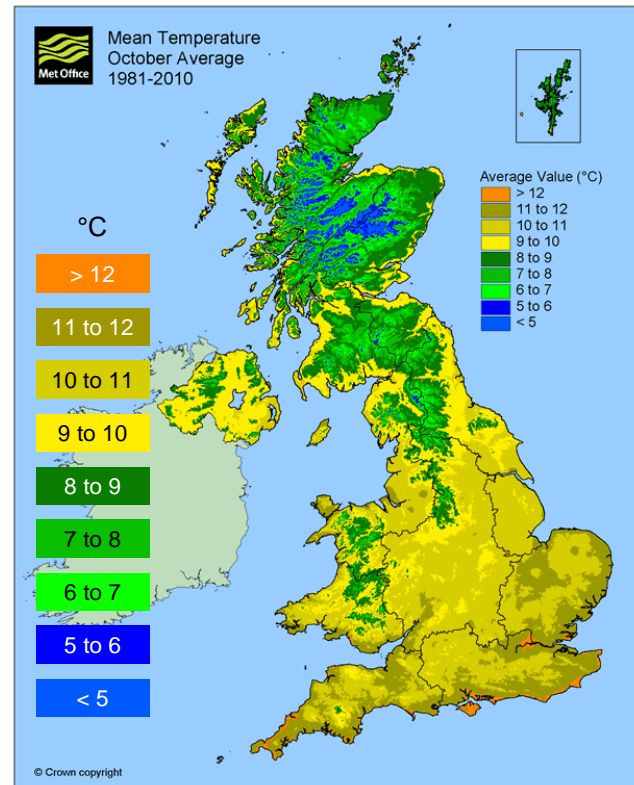 Met Office
Mean Temperature
October Average
1981-2010
Average Value (°C)
> 12
11 to 12
10 to 11
9 to 10
8 to 9
7 to 8
6 to 7
5 to 6
< 5
°C
> 12
11 to 12
10 to 11
9 to 10
8 to 9
7 to 8
6 to 7
5 to 6
< 5
© Crown copyright